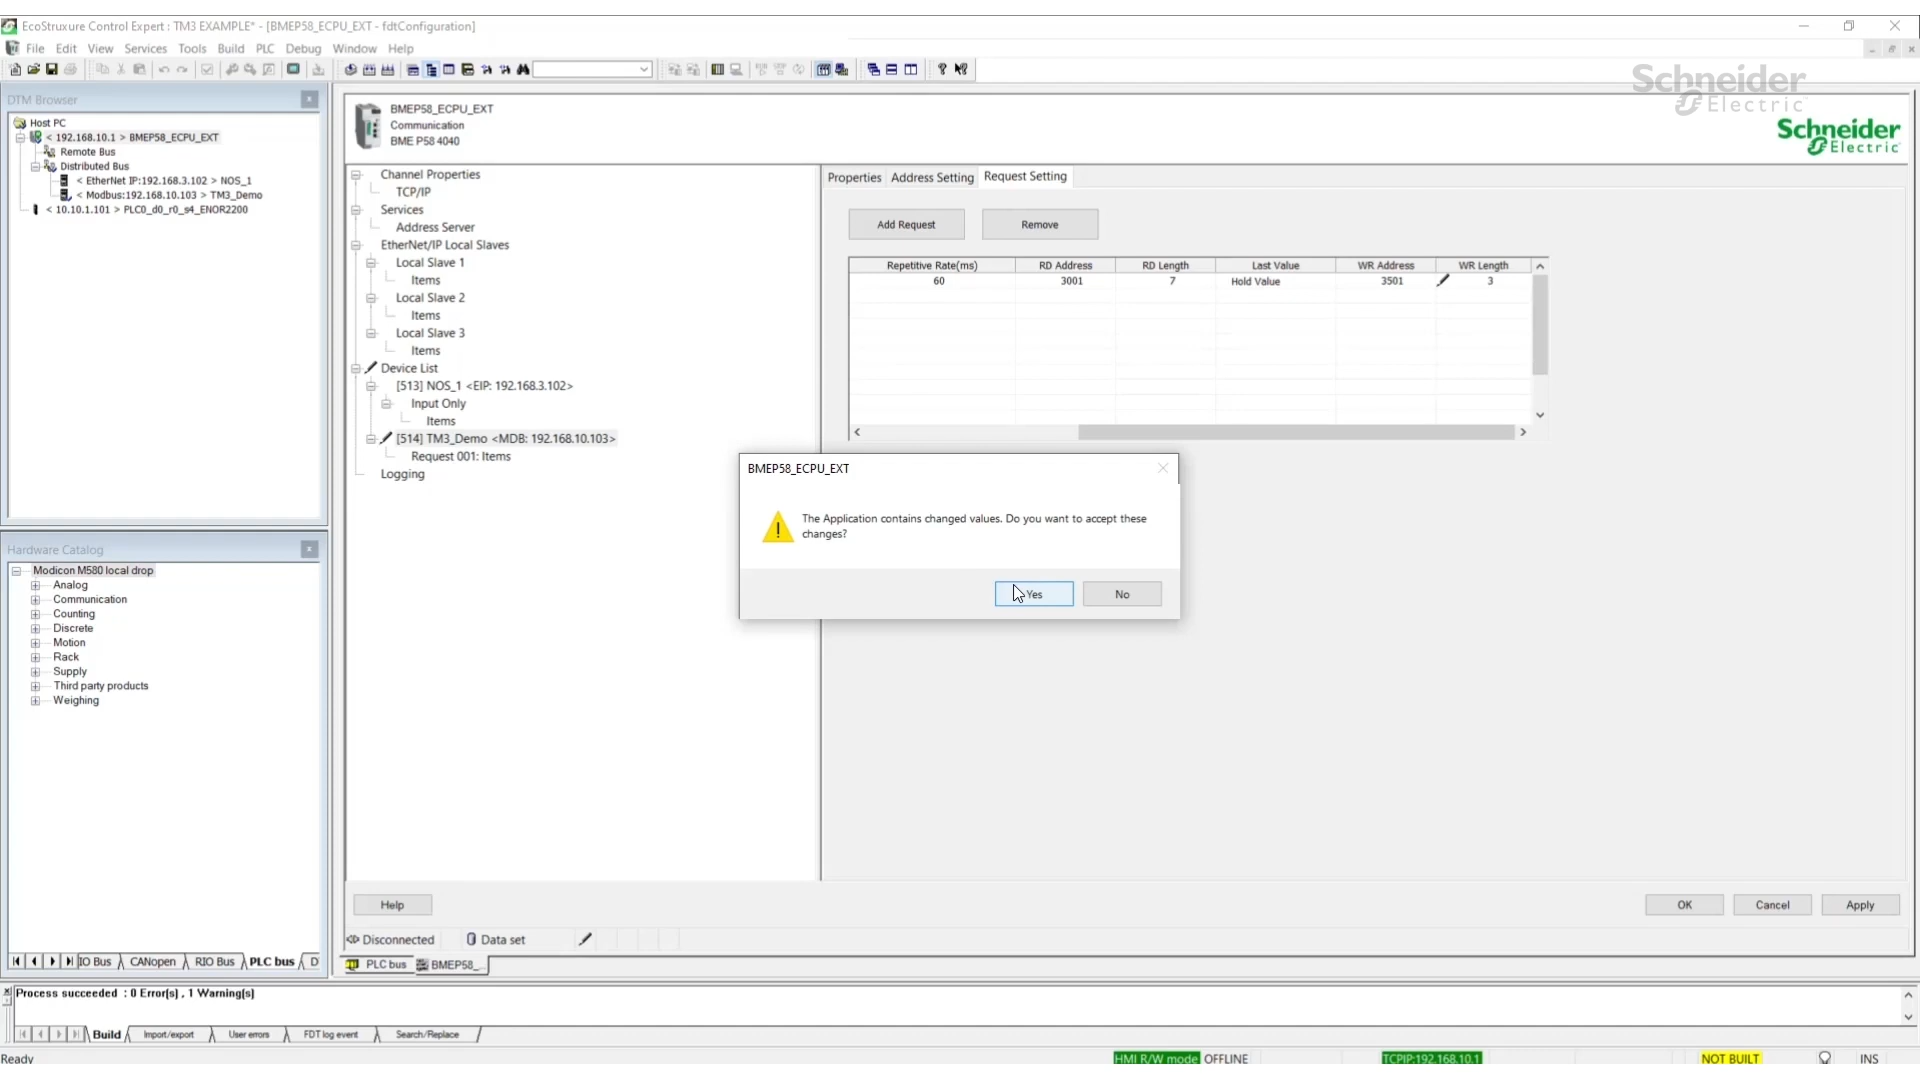 EcoStruxure Control Expert : TM3 EXAMPLE* - [BMEP58_ECPU_EXT - fdtConfiguration]
File Edit View Services Tools Build PLC Debug Window Help
Schneider
Electric
DTM Browser
Host PC
< 192.168.10.1 > BMEP58_ECPU_EXT
Remote Bus
Distributed Bus
< EtherNet IP:192.168.3.102 > NOS_1
< Modbus:192.168.10.103 > TM3_Demo
< 10.10.1.101 > PLC0_d0_r0_s4_ENOR2200
BMEP58_ECPU_EXT
Communication
BME P58 4040
Schneider
Electric
Channel Properties
TCP/IP
Services
Address Server
EtherNet/IP Local Slaves
Local Slave 1
Items
Local Slave 2
Items
Local Slave 3
Items
Device List
[513] NOS_1 <EIP: 192.168.3.102>
Input Only
Items
[514] TM3_Demo <MDB: 192.168.10.103>
Request 001: Items
Logging
Properties Address Setting Request Setting
Add Request Remove
Repetitive Rate(ms) RD Address RD Length Last Value WR Address WR Length
60 3001 7 Hold Value 3501 3
BMEP58_ECPU_EXT
The Application contains changed values. Do you want to accept these
changes?
Yes No
Hardware Catalog
Modicon M580 local drop
Analog
Communication
Counting
Discrete
Motion
Rack
Supply
Third party products
Weighing
IO Bus CANopen RIO Bus PLC bus D
Help OK Cancel Apply
Disconnected Data set
PLC bus BMEP58_...
Process succeeded : 0 Error(s) , 1 Warning(s)
Build Import/export User errors FDT log event Search/Replace
Ready HMI R/W mode OFFLINE TCPIP:192.168.10.1 NOT BUILT INS